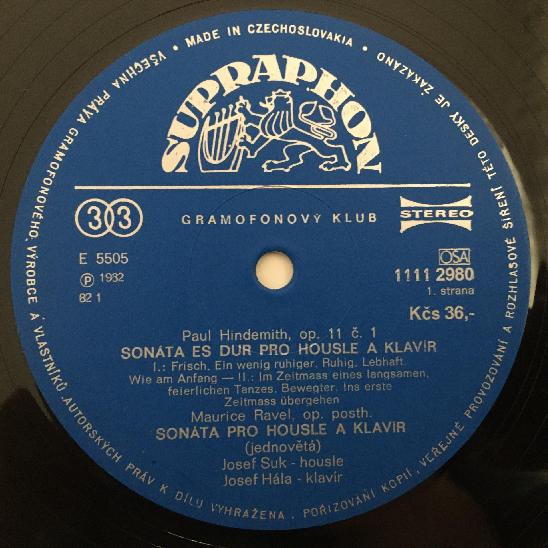 VŠECHNA PRÁVA GRAMOFONOVÉHO VÝROBCE A VLASTNÍKŮ AUTORSKÝCH PRÁV K DÍLU VYHRAŽENA. POŘIZOVÁNÍ KOPIÍ, VEŘEJNÉ PROVOZOVÁNÍ A ROZHLASOVÉ ŠÍŘENÍ TÉTO DESKY JE ZAKÁZÁNO
• MADE IN CZECHOSLOVAKIA •
SUPRAPHON
33
GRAMOFONOVÝ KLUB
STEREO
E 5505
OSA
℗ 1932
1111 2980
82 1
1. strana
Kčs 36,-
Paul Hindemith, op. 11 č. 1
SONÁTA ES DUR PRO HOUSLE A KLAVÍR
I.: Frisch. Ein wenig ruhiger. Ruhig. Lebhaft.
Wie am Anfang — II.: Im Zeitmass eines langsamen,
feierlichen Tanzes. Bewegter. Ins erste
Zeitmass übergehen
Maurice Ravel, op. posth.
SONÁTA PRO HOUSLE A KLAVÍR
(jednovětá)
Josef Suk - housle
Josef Hála - klavír